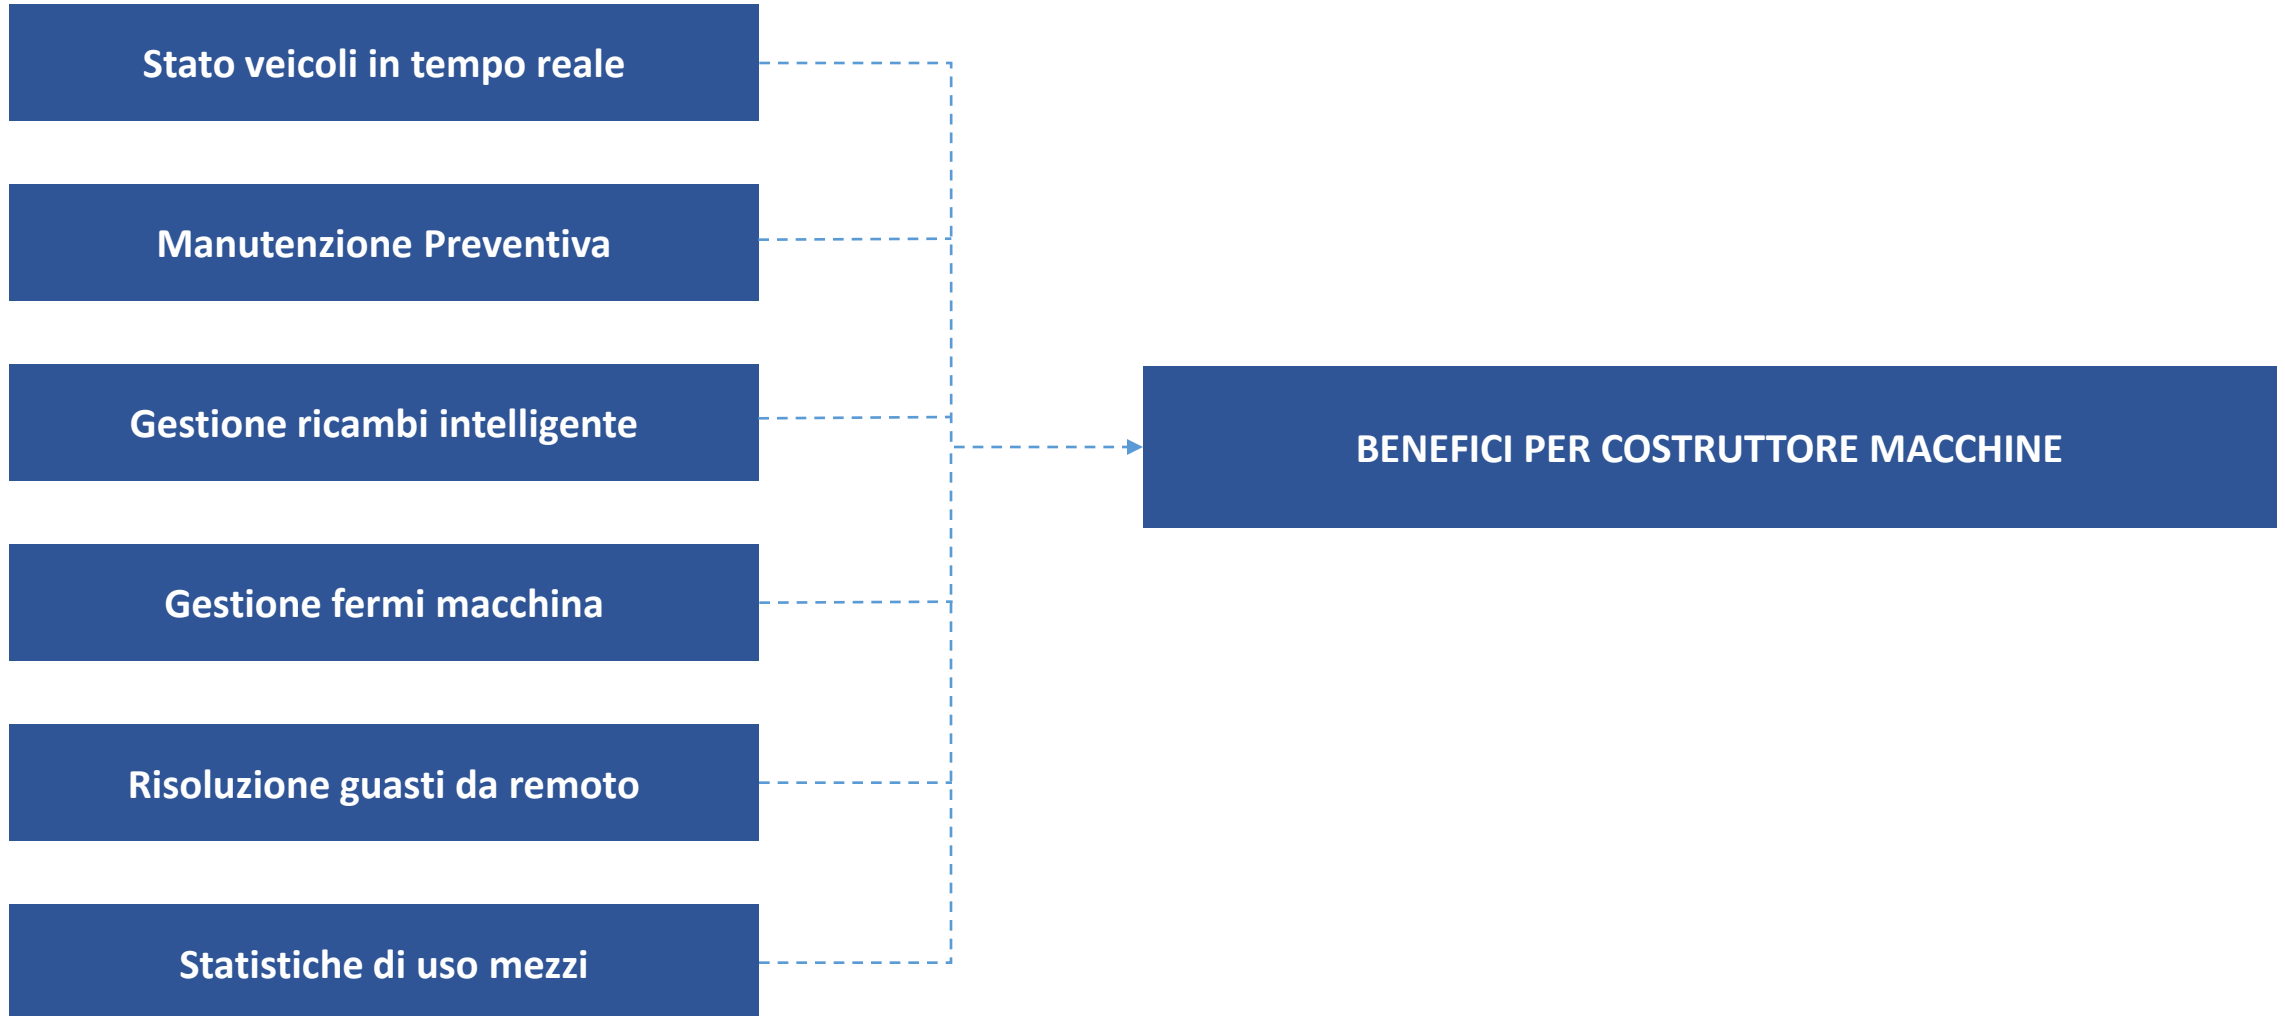 Stato veicoli in tempo reale
Manutenzione Preventiva
Gestione ricambi intelligente
Gestione fermi macchina
Risoluzione guasti da remoto
Statistiche di uso mezzi
BENEFICI PER COSTRUTTORE MACCHINE